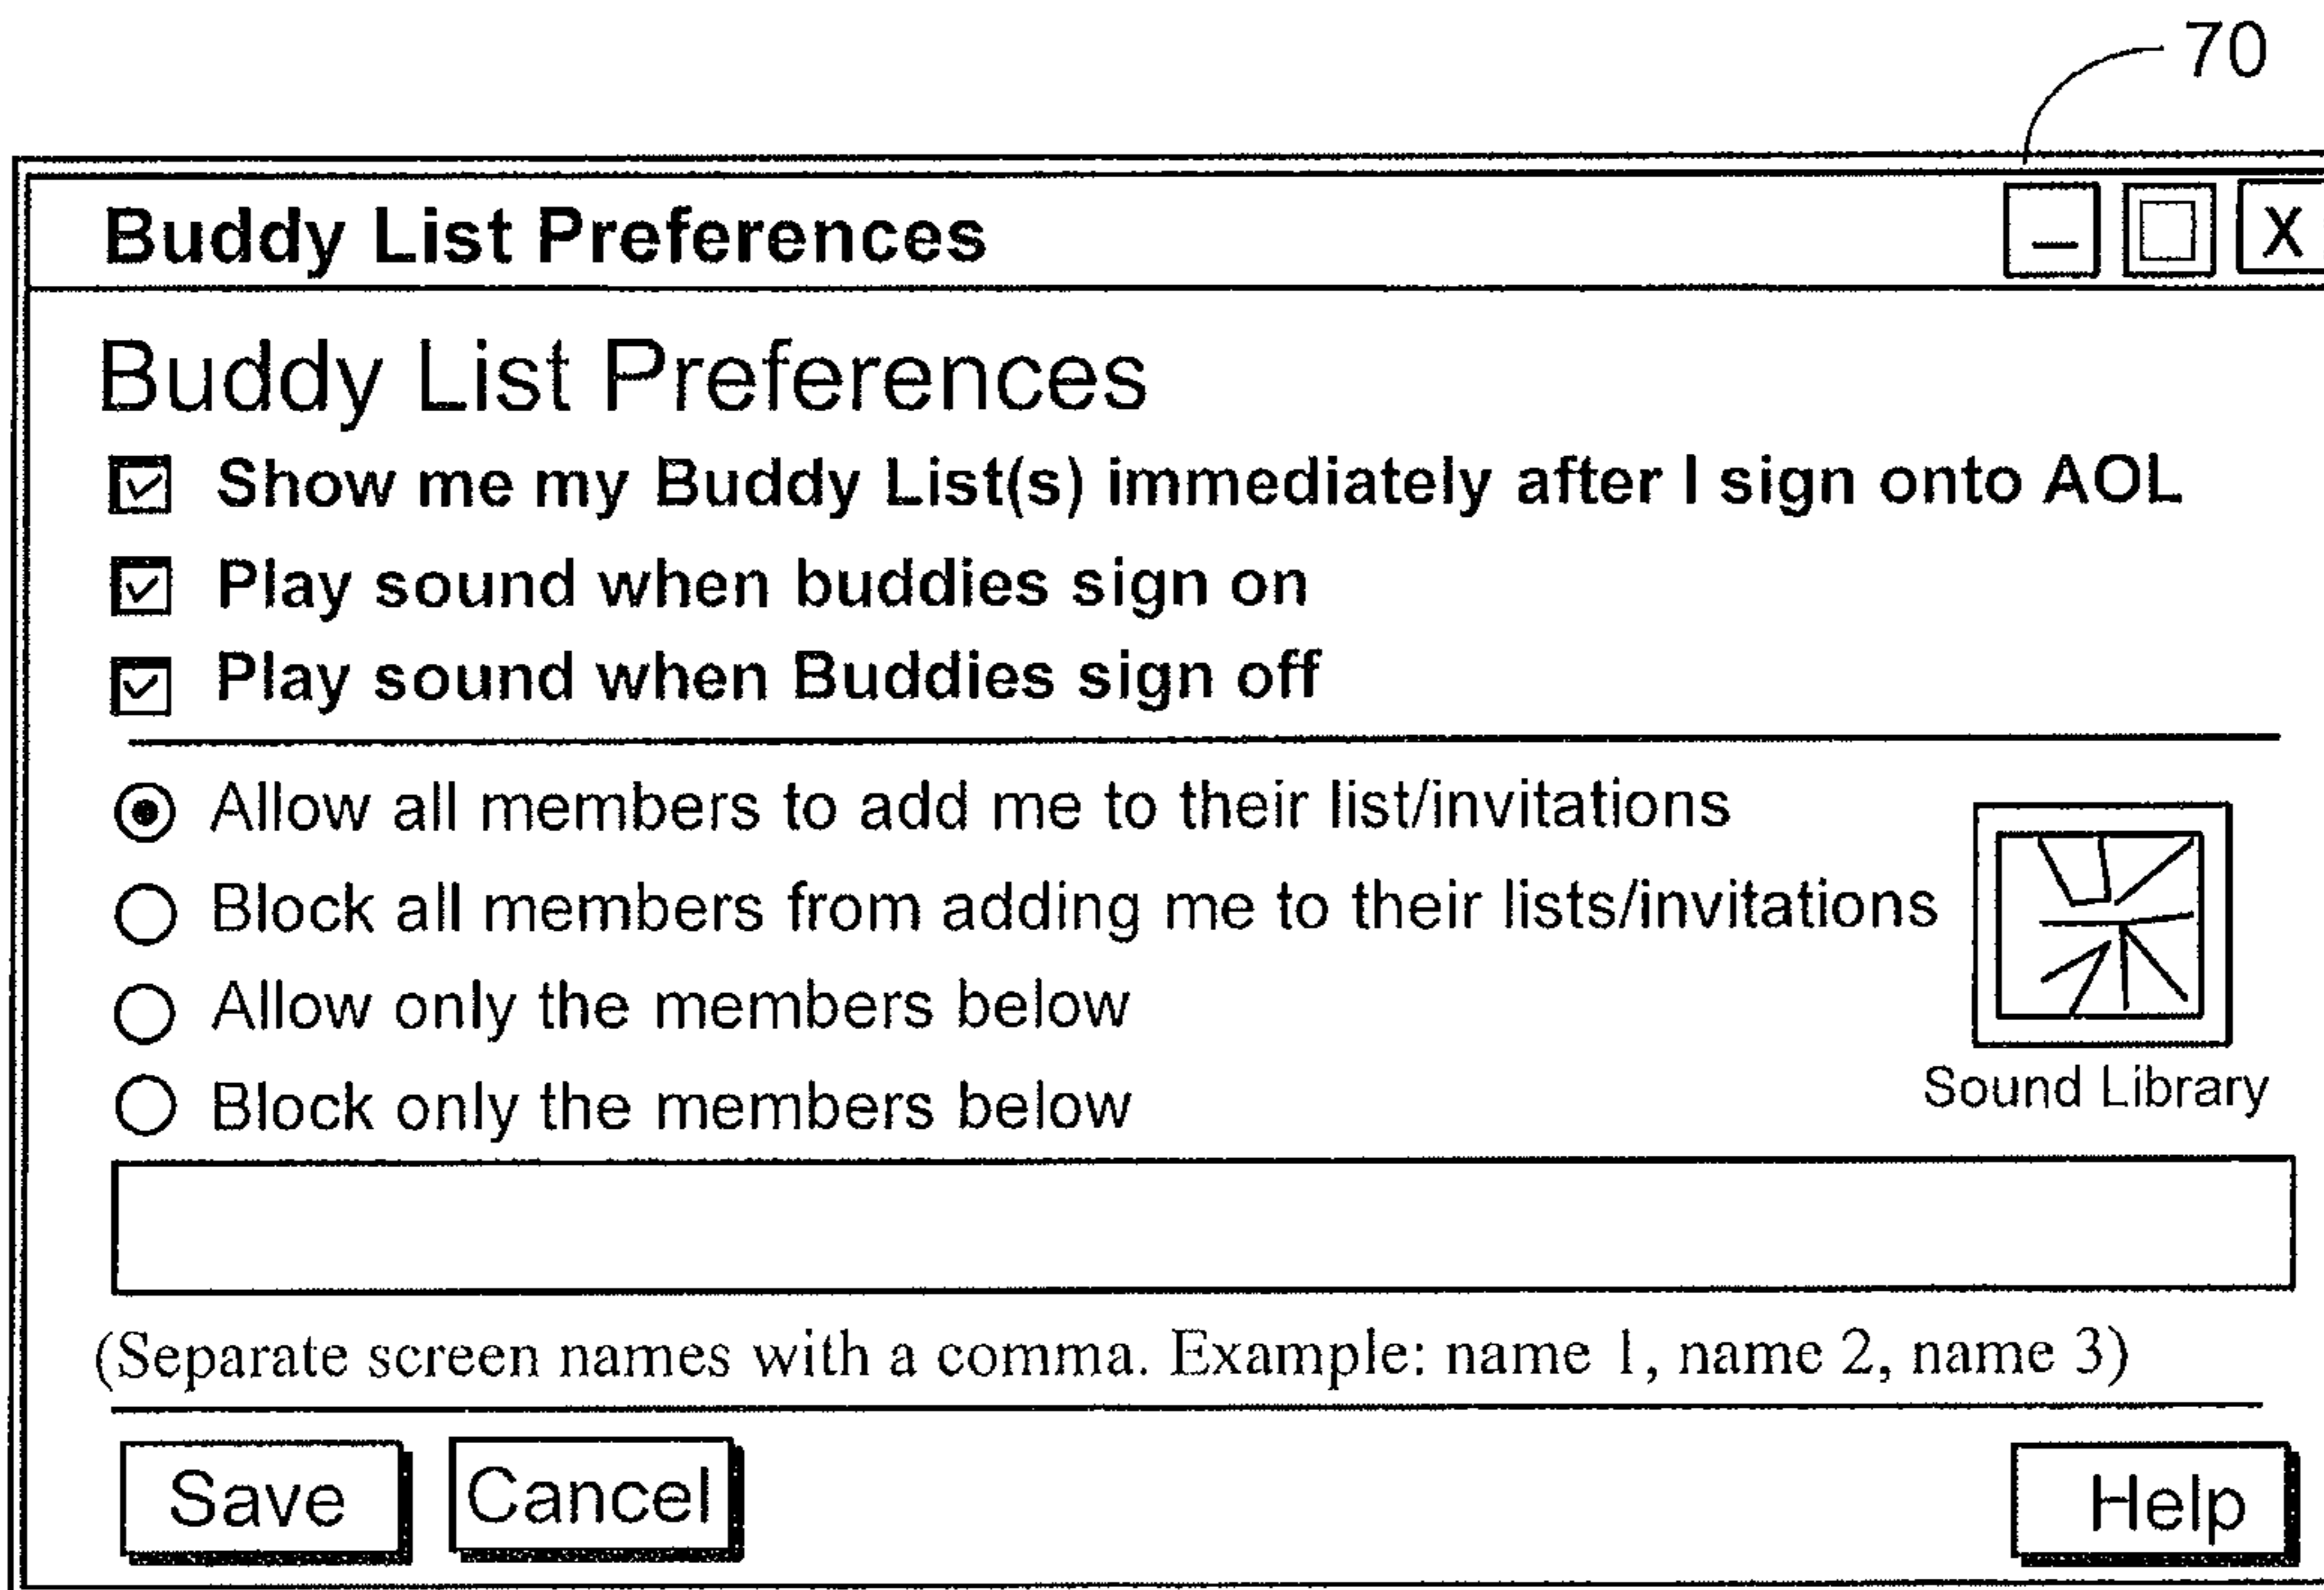 70
Buddy List Preferences
X
Buddy List Preferences
Show me my Buddy List(s) immediately after I sign onto AOL
Play sound when buddies sign on
Play sound when Buddies sign off
Allow all members to add me to their list/invitations
Block all members from adding me to their lists/invitations
Allow only the members below
Block only the members below
Sound Library
(Separate screen names with a comma. Example: name 1, name 2, name 3)
Save Cancel Help